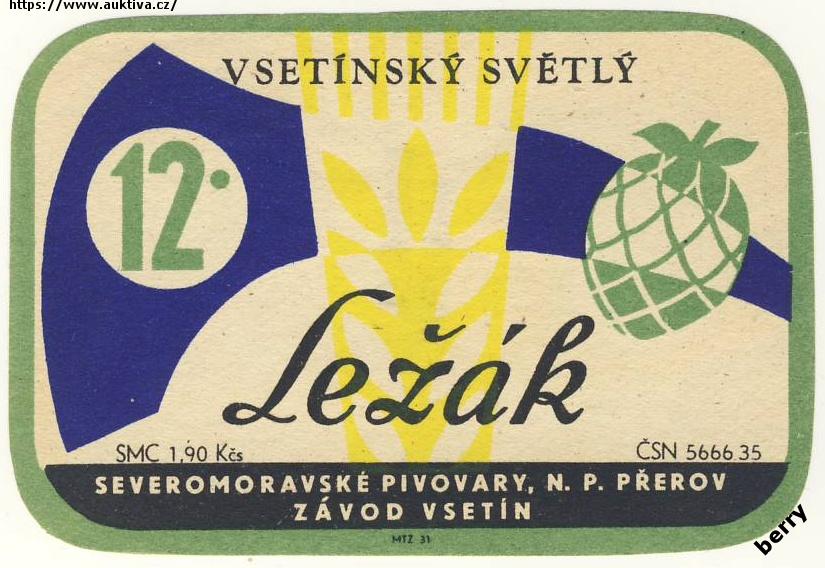 https://www.auktiva.cz/
VSETÍNSKÝ SVĚTLÝ
12°
Ležák
SMC 1,90 Kčs
ČSN 5666 35
SEVEROMORAVSKÉ PIVOVARY, N. P. PŘEROV
ZÁVOD VSETÍN
MTZ 31
berry